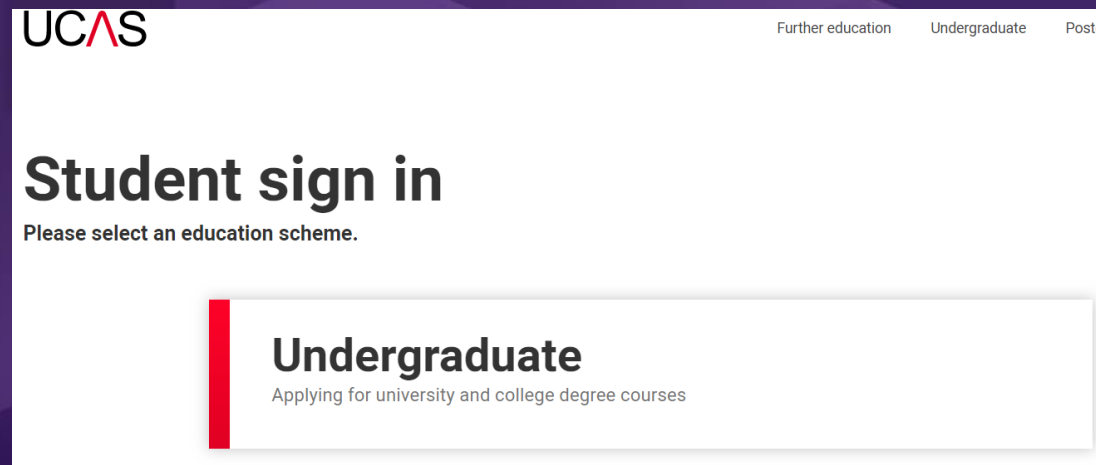 UCAS
Further education Undergraduate
Student sign in
Please select an education scheme.
Undergraduate
Applying for university and college degree courses